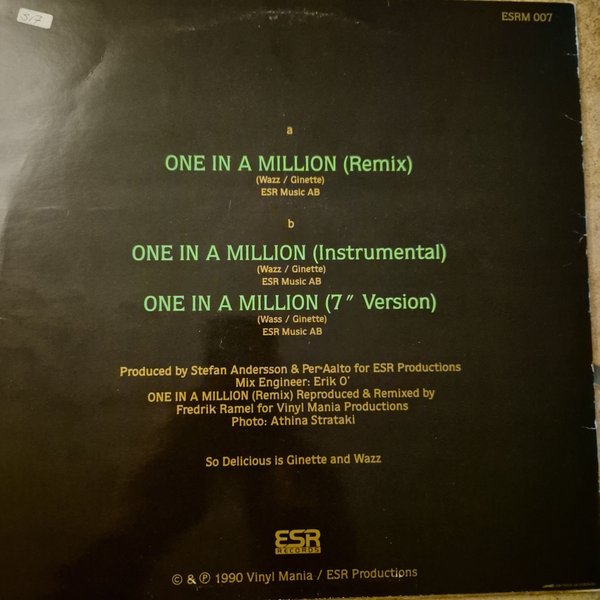 ESRM 007
a
ONE IN A MILLION (Remix)
(Wazz / Ginette)
ESR Music AB
b
ONE IN A MILLION (Instrumental)
(Wazz / Ginette)
ESR Music AB
ONE IN A MILLION (7" Version)
(Wass / Ginette)
ESR Music AB
Produced by Stefan Andersson & Per Aalto for ESR Productions
Mix Engineer: Erik O'
ONE IN A MILLION (Remix) Reproduced & Remixed by
Fredrik Ramel for Vinyl Mania Productions
Photo: Athina Strataki
So Delicious is Ginette and Wazz
ESR
RECORDS
© & ℗ 1990 Vinyl Mania / ESR Productions